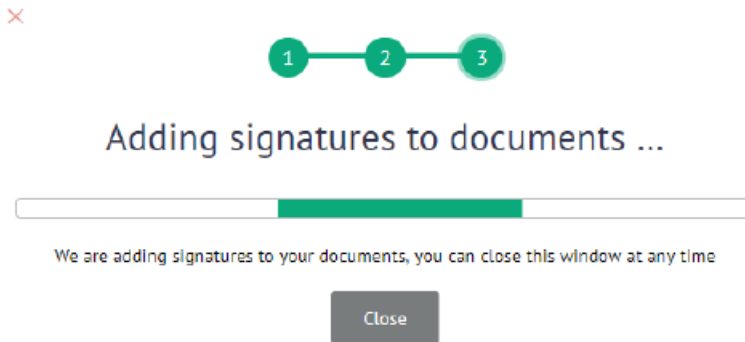 1 2 3
Adding signatures to documents ...
We are adding signatures to your documents, you can close this window at any time
Close